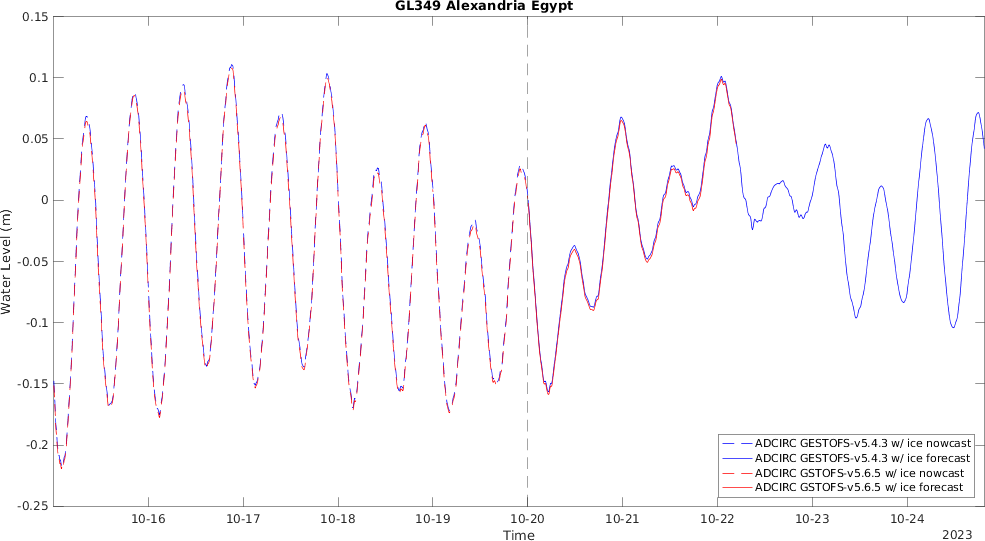 GL349 Alexandria Egypt
0.15
0.1
0.05
0
-0.05
-0.1
-0.15
-0.2
-0.25
Water Level (m)
10-16
10-17
10-18
10-19
10-20
10-21
10-22
10-23
10-24
Time
2023
ADCIRC GESTOFS-v5.4.3 w/ ice nowcast
ADCIRC GESTOFS-v5.4.3 w/ ice forecast
ADCIRC GSTOFS-v5.6.5 w/ ice nowcast
ADCIRC GSTOFS-v5.6.5 w/ ice forecast